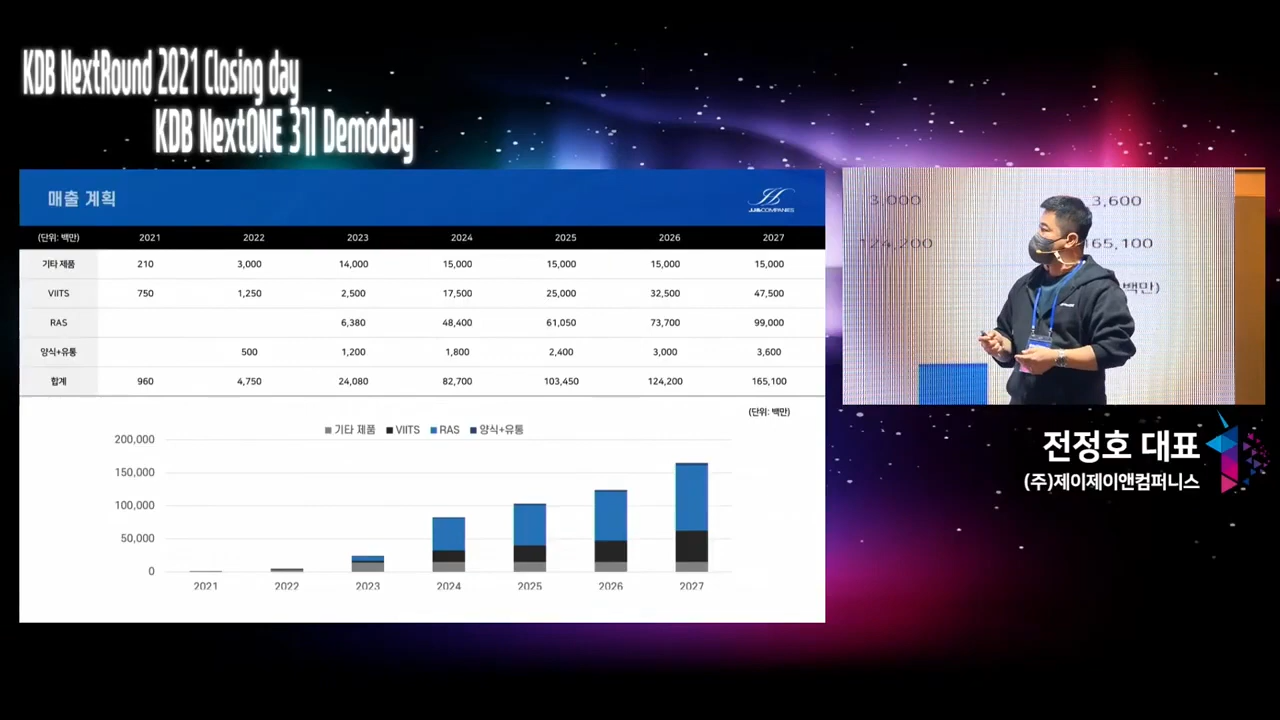 KDB NextRound 2021 Closing day
KDB NextONE 3기 Demoday
매출 계획
JJ&COMPANIES
(단위: 백만) 2021 2022 2023 2024 2025 2026 2027
기타 제품 210 3,000 14,000 15,000 15,000 15,000 15,000
VIITS 750 1,250 2,500 17,500 25,000 32,500 47,500
RAS 6,380 48,400 61,050 73,700 99,000
양식+유통 500 1,200 1,800 2,400 3,000 3,600
합계 960 4,750 24,080 82,700 103,450 124,200 165,100
(단위: 백만)
기타 제품 VIITS RAS 양식+유통
200,000
150,000
100,000
50,000
0
2021 2022 2023 2024 2025 2026 2027
3,000 3,600
124,200 165,100
백만)
전정호 대표
(주)제이제이앤컴퍼니스